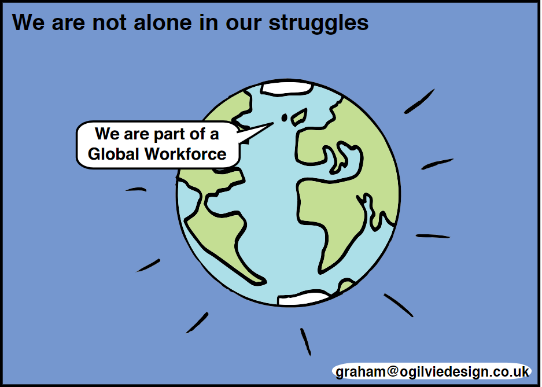 We are not alone in our struggles
We are part of a
Global Workforce
graham@ogilviedesign.co.uk